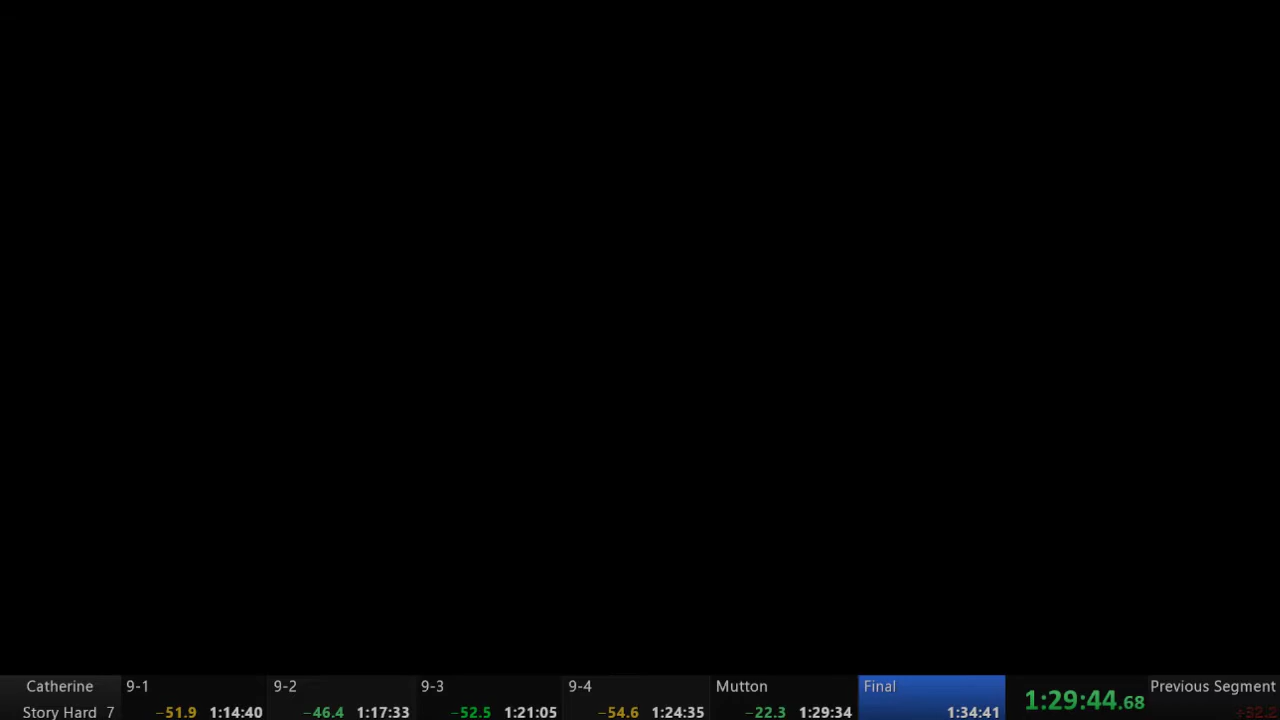 Catherine 9-1 9-2 9-3 9-4 Mutton Final 1:29:44.68 Previous Segment
Story Hard 7 −51.9 1:14:40 −46.4 1:17:33 −52.5 1:21:05 −54.6 1:24:35 −22.3 1:29:34 1:34:41 +32.2